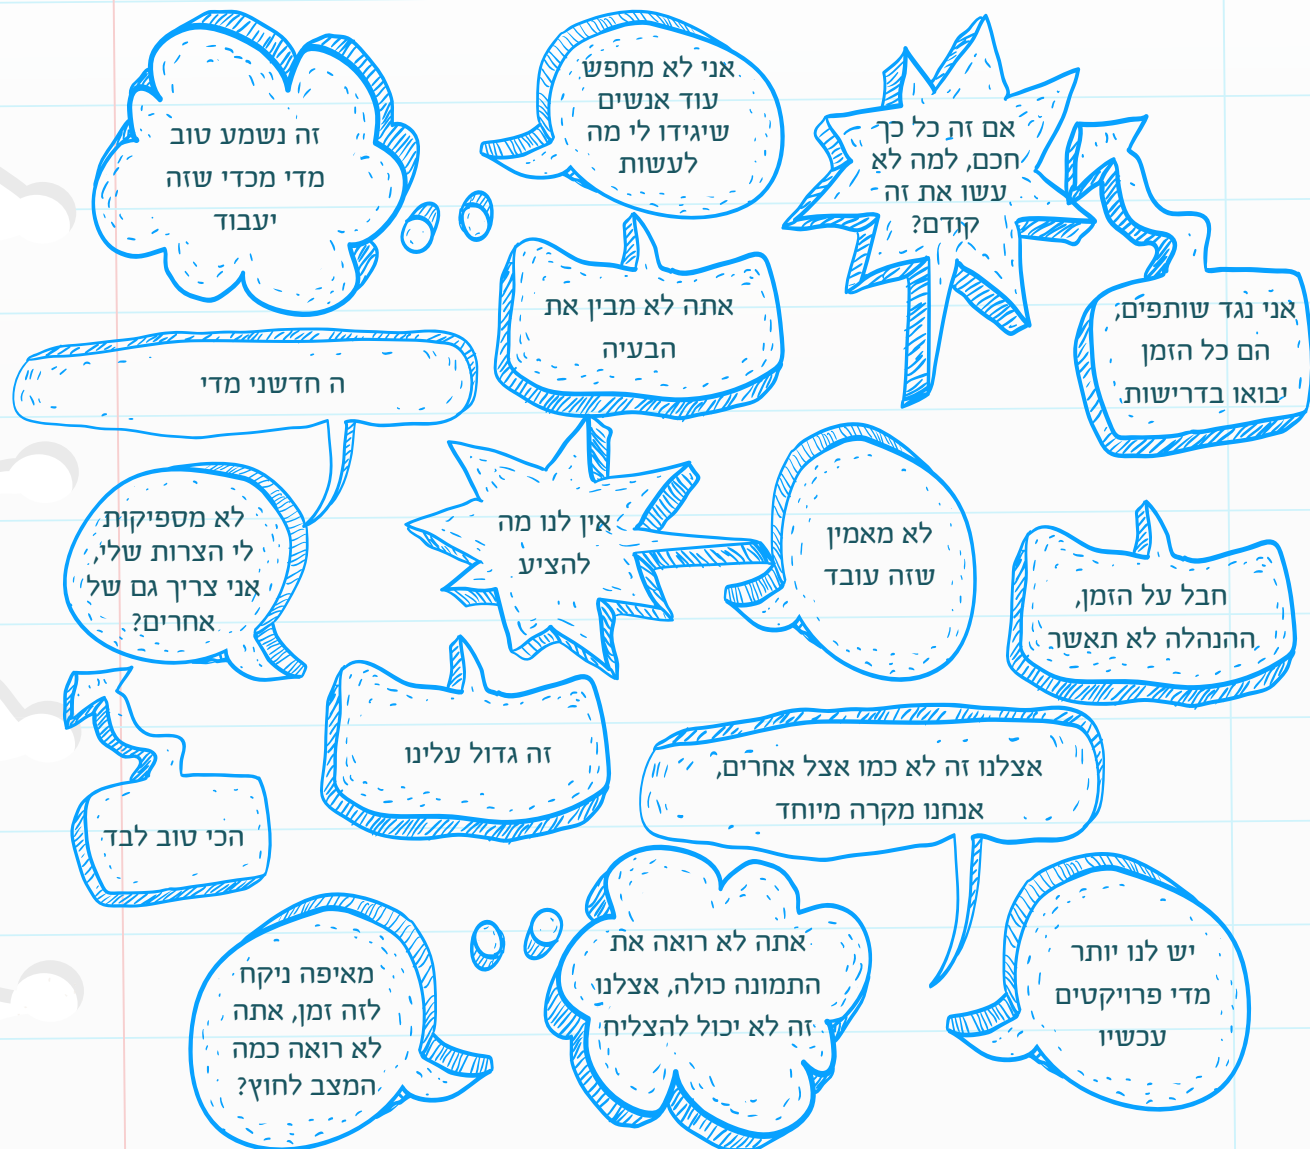 אם זה כל כך
חכם, למה לא
עשו את זה
קודם?
אני לא מחפש
עוד אנשים
שיגידו לי מה
לעשות
זה נשמע טוב
מדי מכדי שזה
יעבוד
אני נגד שותפים;
הם כל הזמן
יבואו בדרישות
אתה לא מבין את
הבעיה
ה חדשני מדי
חבל על הזמן,
ההנהלה לא תאשר
לא מאמין
שזה עובד
אין לנו מה
להציע
לא מספיקות
לי הצרות שלי,
אני צריך גם של
אחרים?
אצלנו זה לא כמו אצל אחרים,
אנחנו מקרה מיוחד
זה גדול עלינו
הכי טוב לבד
יש לנו יותר
מדי פרויקטים
עכשיו
אתה לא רואה את
התמונה כולה, אצלנו
זה לא יכול להצליח
מאיפה ניקח
לזה זמן, אתה
לא רואה כמה
המצב לחוץ?